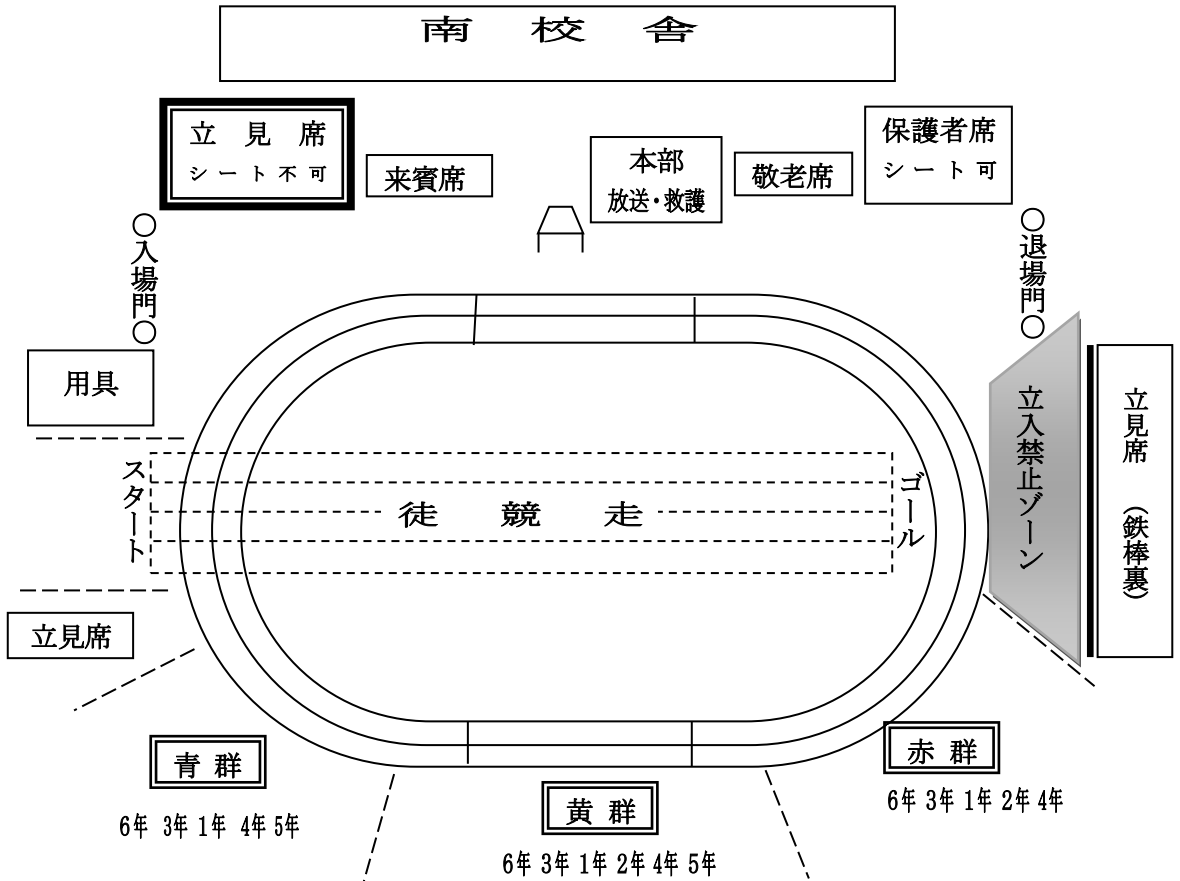 南 校 舎
立 見 席
シ ー ト 不 可
来賓席
本部
放送・救護
敬老席
保護者席
シ ー ト 可
○入場門○
○退場門○
用具
スタート
徒 競 走
ゴール
立入禁止ゾーン
立見席 （鉄棒裏）
立見席
青 群
6年 3年 1年 4年 5年
黄 群
6年 3年 1年 2年 4年 5年
赤 群
6年 3年 1年 2年 4年